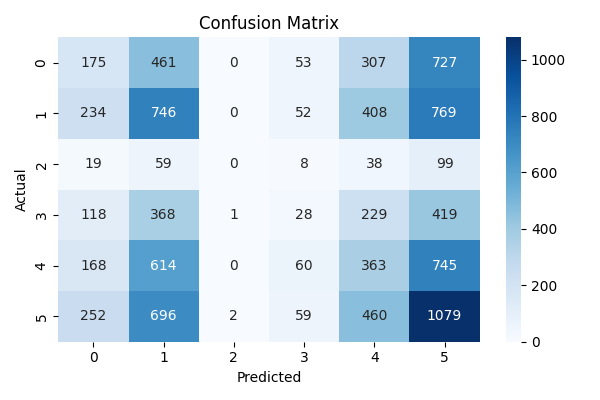 Confusion Matrix
0 175 461 0 53 307 727
1 234 746 0 52 408 769
2 19 59 0 8 38 99
3 118 368 1 28 229 419
4 168 614 0 60 363 745
5 252 696 2 59 460 1079
0 1 2 3 4 5
Predicted
Actual
1000
800
600
400
200
0